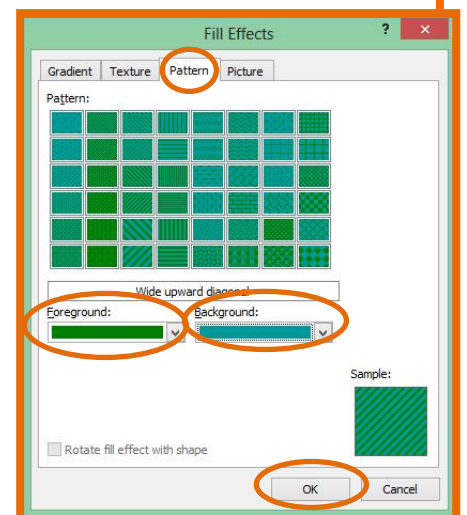 Fill Effects ? ×
Gradient Texture Pattern Picture
Pattern:
Wide upward diagonal
Foreground: Background:
Sample:
Rotate fill effect with shape
OK Cancel